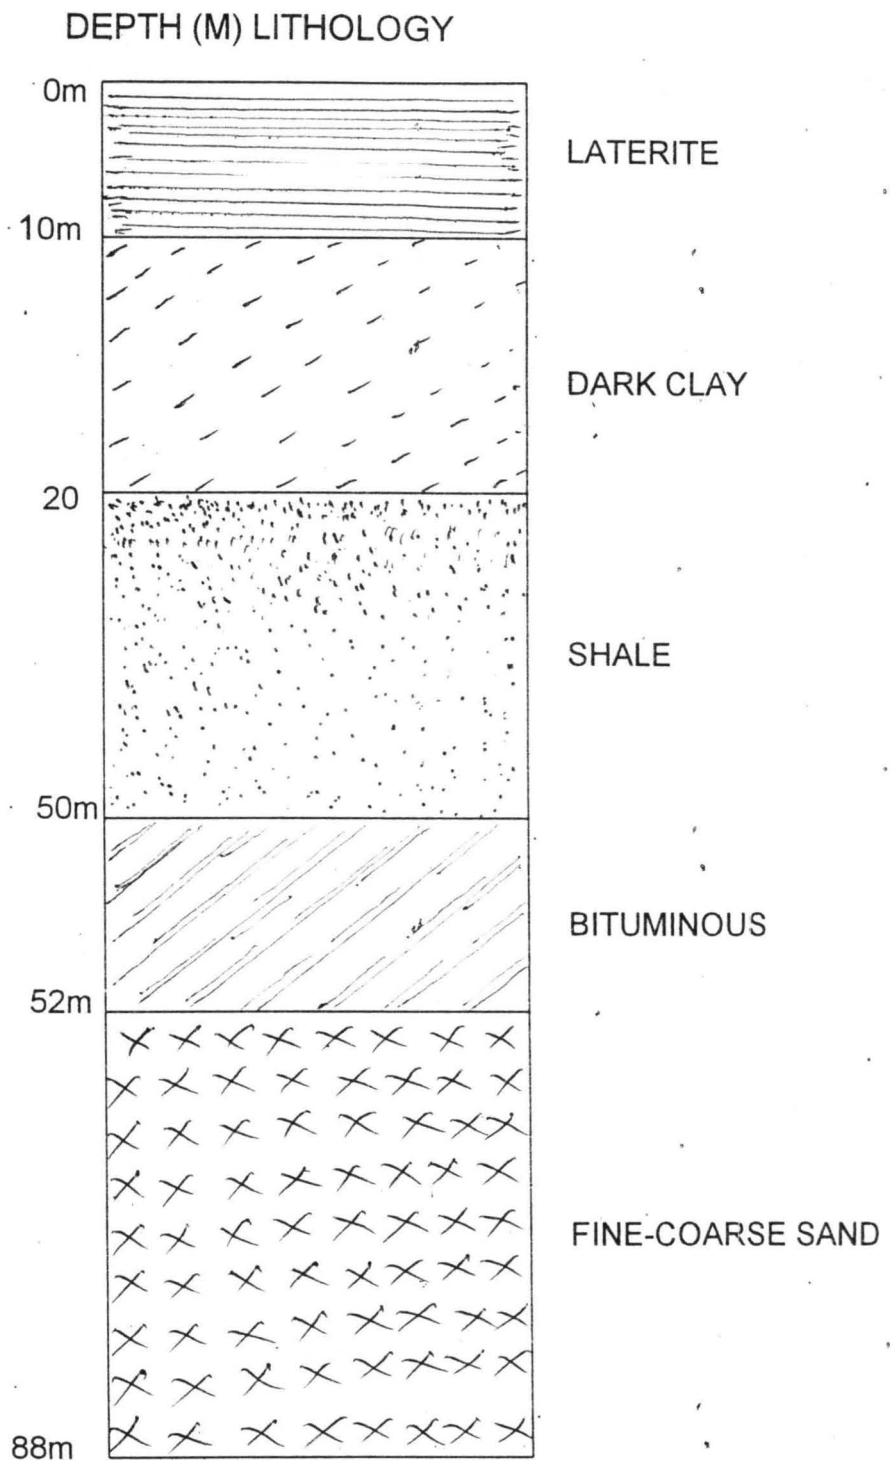 DEPTH (M) LITHOLOGY
0m
LATERITE
10m
DARK CLAY
20
SHALE
50m
BITUMINOUS
52m
FINE-COARSE SAND
88m